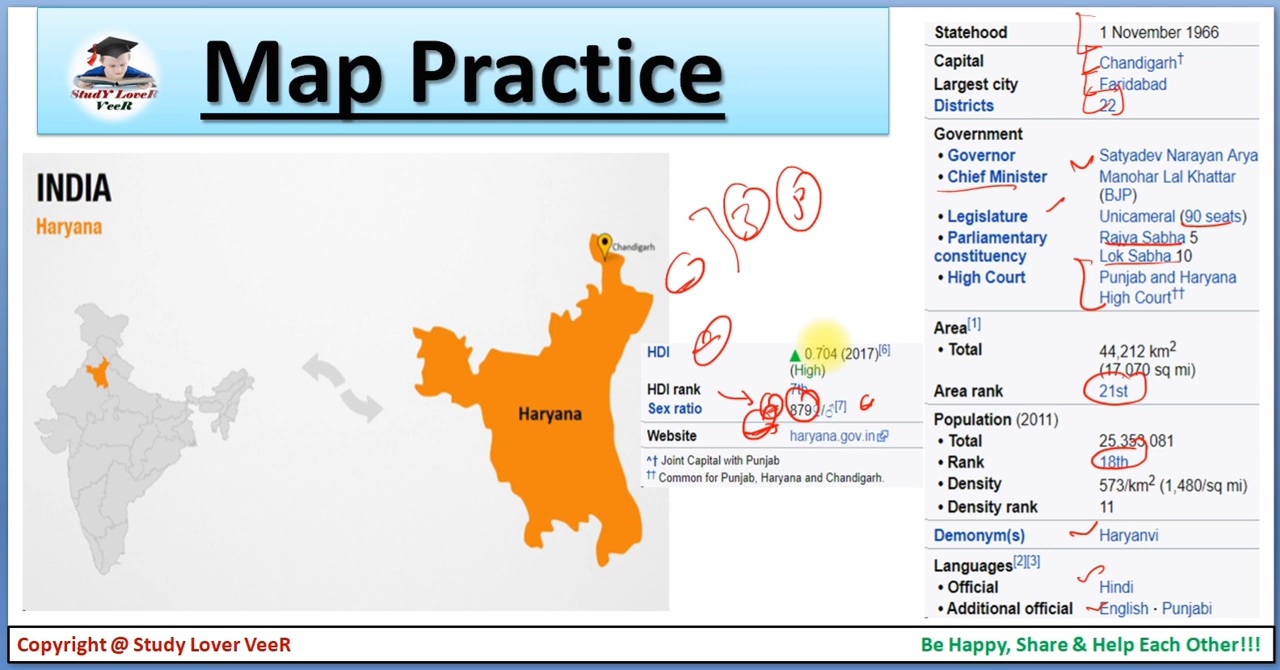 StudY LoveR
VeeR
Map Practice
INDIA
Haryana
Chandigarh
Haryana
HDI ▲ 0.704 (2017)[6]
(High)
HDI rank 7th
Sex ratio 879♀/♂[7]
Website haryana.gov.in
^† Joint Capital with Punjab
†† Common for Punjab, Haryana and Chandigarh.
Statehood 1 November 1966
Capital Chandigarh†
Largest city Faridabad
Districts 22
Government
• Governor Satyadev Narayan Arya
• Chief Minister Manohar Lal Khattar
(BJP)
• Legislature Unicameral (90 seats)
• Parliamentary Rajya Sabha 5
constituency Lok Sabha 10
• High Court Punjab and Haryana
High Court††
Area[1]
• Total 44,212 km²
(17,070 sq mi)
Area rank 21st
Population (2011)
• Total 25,353,081
• Rank 18th
• Density 573/km² (1,480/sq mi)
• Density rank 11
Demonym(s) Haryanvi
Languages[2][3]
• Official Hindi
• Additional official English · Punjabi
Copyright @ Study Lover VeeR
Be Happy, Share & Help Each Other!!!